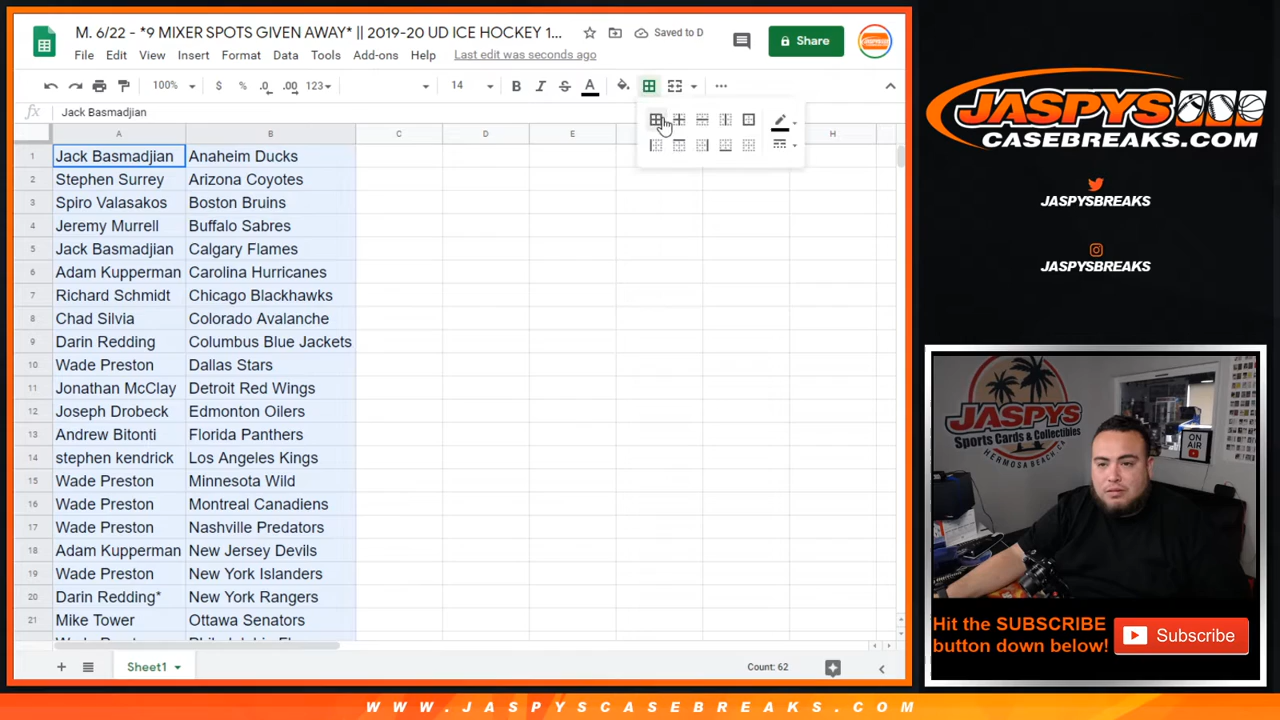 M. 6/22 - *9 MIXER SPOTS GIVEN AWAY* || 2019-20 UD ICE HOCKEY 1...
Saved to D
Share
File Edit View Insert Format Data Tools Add-ons Help Last edit was seconds ago
100% $ % .0 .00 123 14 B I S A
fx Jack Basmadjian
A B C D E H
1 Jack Basmadjian Anaheim Ducks
2 Stephen Surrey Arizona Coyotes
3 Spiro Valasakos Boston Bruins
4 Jeremy Murrell Buffalo Sabres
5 Jack Basmadjian Calgary Flames
6 Adam Kupperman Carolina Hurricanes
7 Richard Schmidt Chicago Blackhawks
8 Chad Silvia Colorado Avalanche
9 Darin Redding Columbus Blue Jackets
10 Wade Preston Dallas Stars
11 Jonathan McClay Detroit Red Wings
12 Joseph Drobeck Edmonton Oilers
13 Andrew Bitonti Florida Panthers
14 stephen kendrick Los Angeles Kings
15 Wade Preston Minnesota Wild
16 Wade Preston Montreal Canadiens
17 Wade Preston Nashville Predators
18 Adam Kupperman New Jersey Devils
19 Wade Preston New York Islanders
20 Darin Redding* New York Rangers
21 Mike Tower Ottawa Senators
Sheet1
Count: 62
JASPYS
CASEBREAKS.COM
JASPYSBREAKS
JASPYSBREAKS
JASPYS
Sports Cards & Collectibles
HERMOSA BEACH CA
ON AIR
Hit the SUBSCRIBE
button down below!
Subscribe
WWW.JASPYSCASEBREAKS.COM